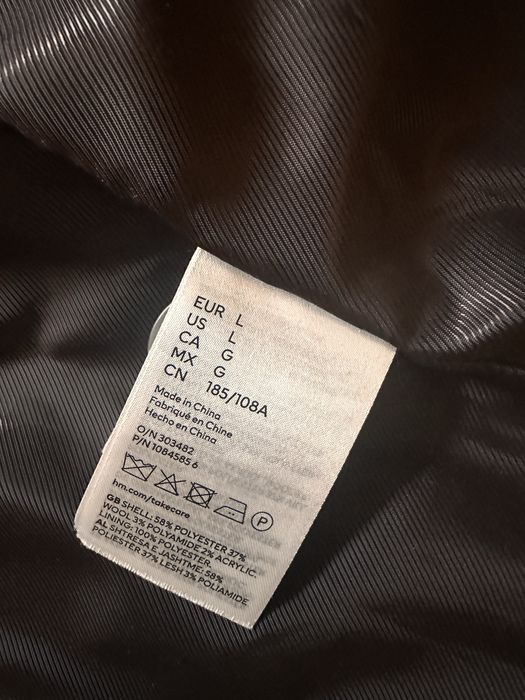 EUR L
US L
CA G
MX G
CN 185/108A
Made in China
Fabriqué en Chine
Hecho en China
O/N 303482
P/N 1084585 6
P
hm.com/takecare
GB SHELL: 58% POLYESTER 37%
WOOL 3% POLYAMIDE 2% ACRYLIC.
LINING: 100% POLYESTER.
AL SHTRESA E JASHTME: 58%
POLIESTER 37% LESH 3% POLIAMIDE